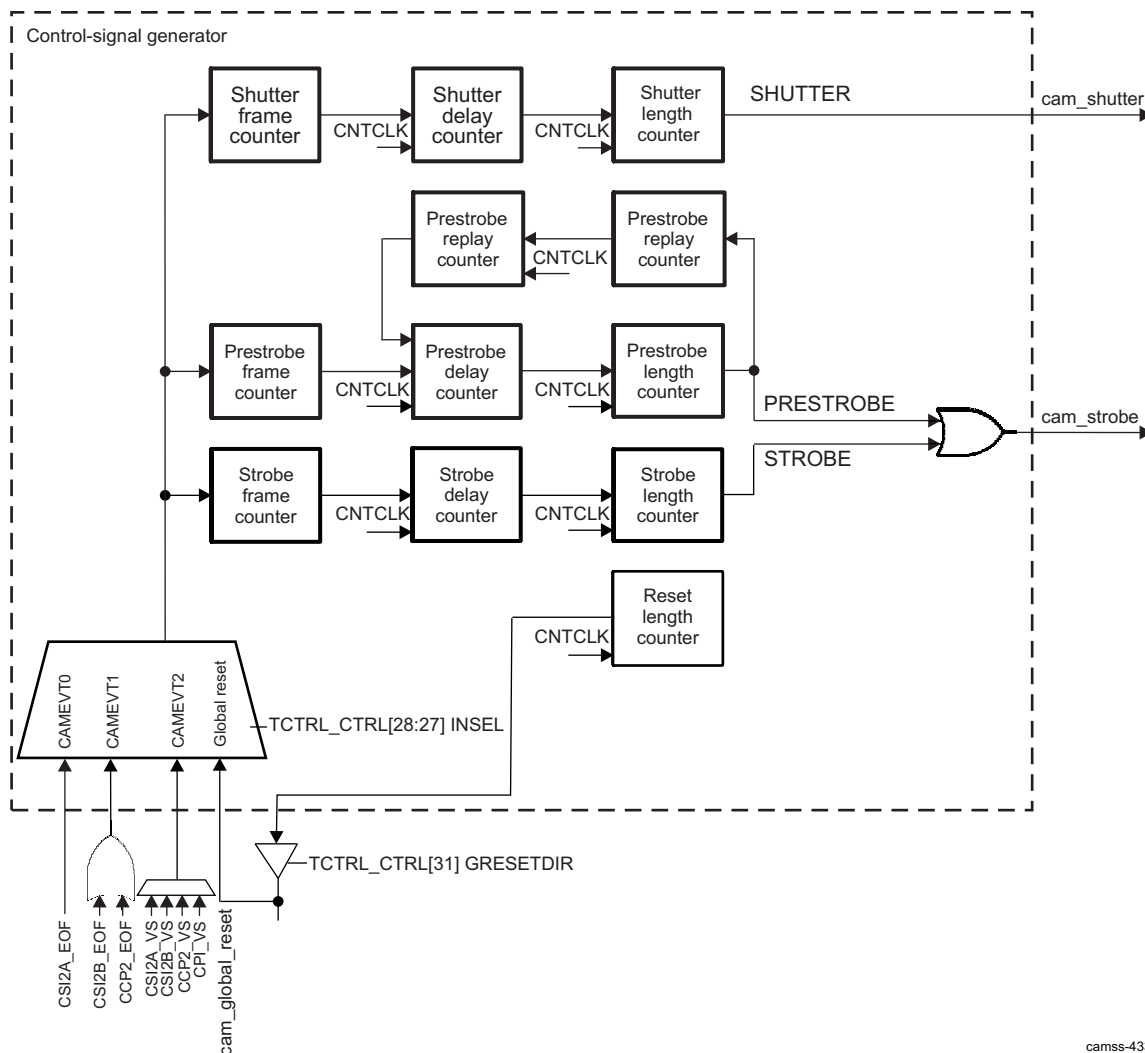 Control-signal generator
Shutter
frame
counter
CNTCLK
Shutter
delay
counter
CNTCLK
Shutter
length
counter
SHUTTER
cam_shutter
Prestrobe
replay
counter
CNTCLK
Prestrobe
replay
counter
Prestrobe
frame
counter
CNTCLK
Prestrobe
delay
counter
CNTCLK
Prestrobe
length
counter
PRESTROBE
cam_strobe
STROBE
Strobe
frame
counter
CNTCLK
Strobe
delay
counter
CNTCLK
Strobe
length
counter
Reset
length
counter
CNTCLK
CAMEVT0
CAMEVT1
CAMEVT2
Global reset
TCTRL_CTRL[28:27] INSEL
TCTRL_CTRL[31] GRESETDIR
CSI2A_EOF
CSI2B_EOF
CCP2_EOF
CSI2A_VS
CSI2B_VS
CCP2_VS
CPI_VS
cam_global_reset
camss-43